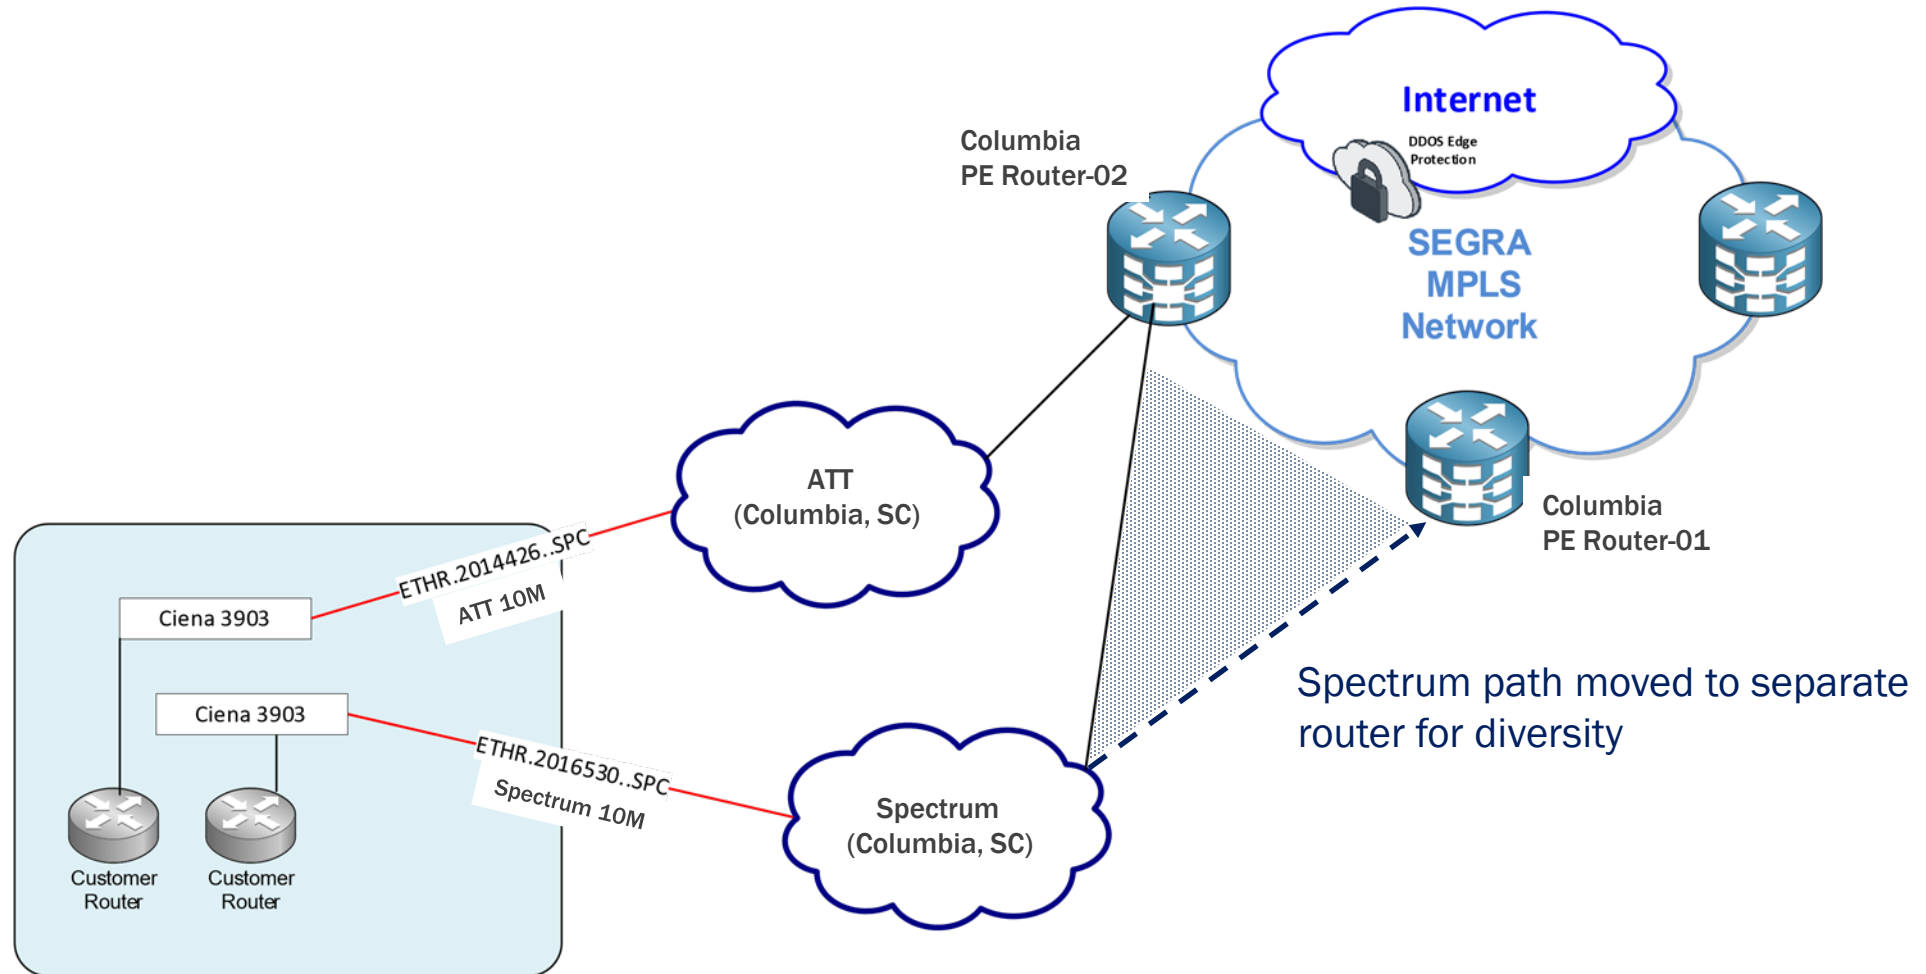 Internet
DDOS Edge
Protection
Columbia
PE Router-02
SEGRA
MPLS
Network
ATT
(Columbia, SC)
Columbia
PE Router-01
ETHR.2014426..SPC
ATT 10M
Ciena 3903
Ciena 3903
Spectrum path moved to separate
router for diversity
ETHR.2016530..SPC
Spectrum 10M
Spectrum
(Columbia, SC)
Customer
Router
Customer
Router